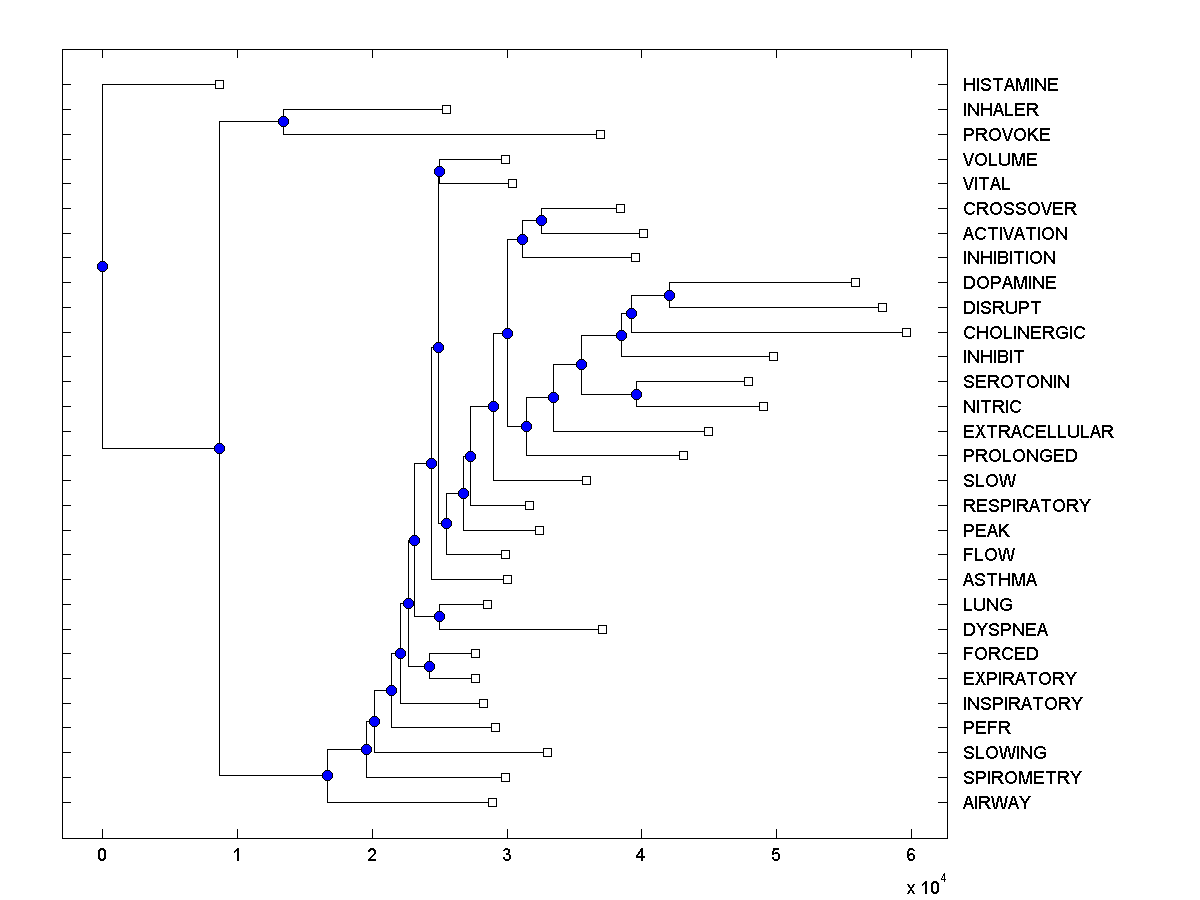 HISTAMINE
INHALER
PROVOKE
VOLUME
VITAL
CROSSOVER
ACTIVATION
INHIBITION
DOPAMINE
DISRUPT
CHOLINERGIC
INHIBIT
SEROTONIN
NITRIC
EXTRACELLULAR
PROLONGED
SLOW
RESPIRATORY
PEAK
FLOW
ASTHMA
LUNG
DYSPNEA
FORCED
EXPIRATORY
INSPIRATORY
PEFR
SLOWING
SPIROMETRY
AIRWAY
0 1 2 3 4 5 6
x 10^4